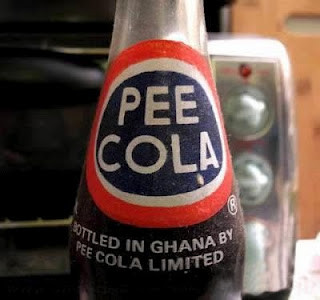 PEE
COLA
®
BOTTLED IN GHANA BY
PEE COLA LIMITED